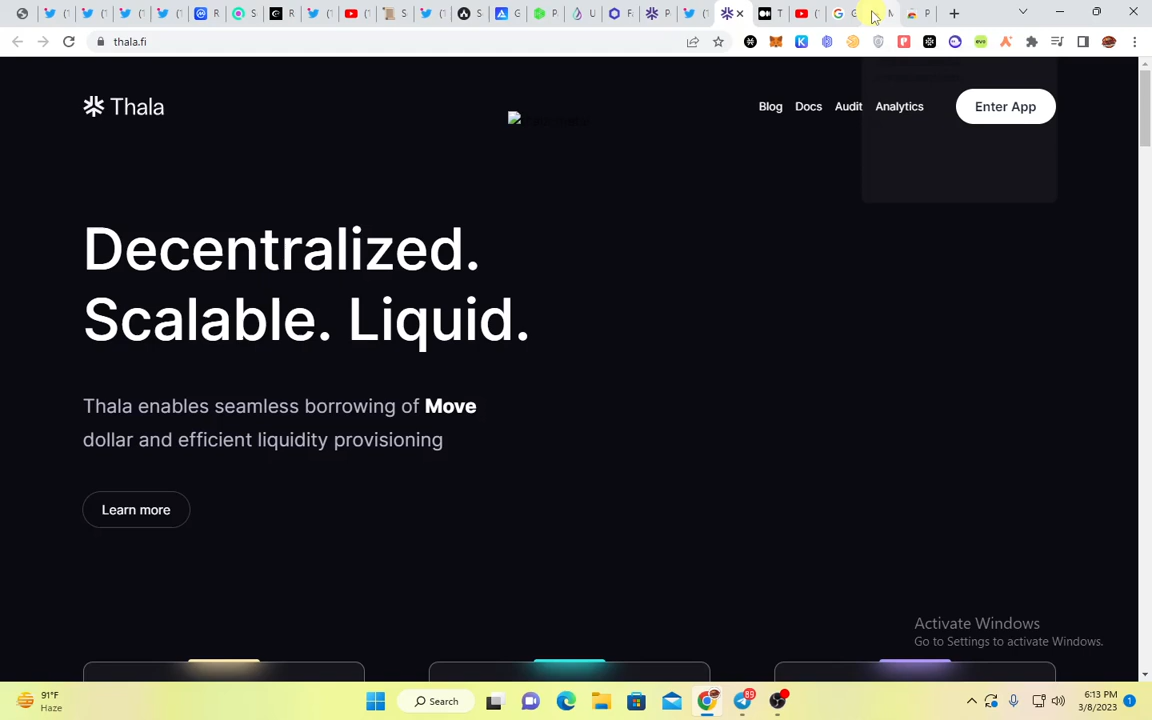 thala.fi
Thala
Blog Docs Audit Analytics Enter App
Decentralized.
Scalable. Liquid.
Thala enables seamless borrowing of Move
dollar and efficient liquidity provisioning
Learn more
Activate Windows
Go to Settings to activate Windows.
91°F
Haze
Search
89
6:13 PM
3/8/2023
1